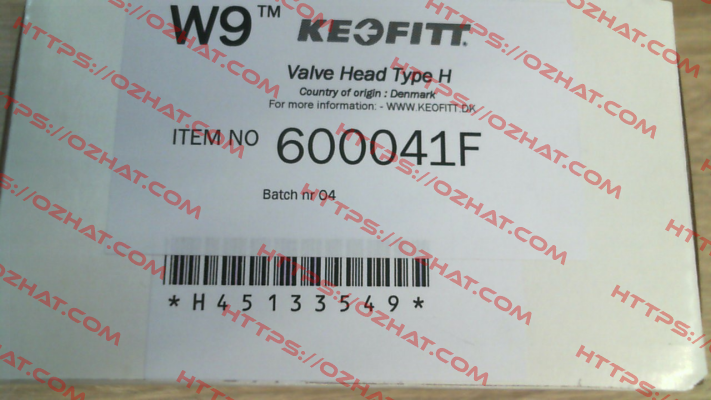 W9™ KEOFITT®
Valve Head Type H
Country of origin : Denmark
For more information: - WWW.KEOFITT.DK
ITEM NO 600041F
Batch nr 04
*H45133549*
HTTPS://OZHAT.COM